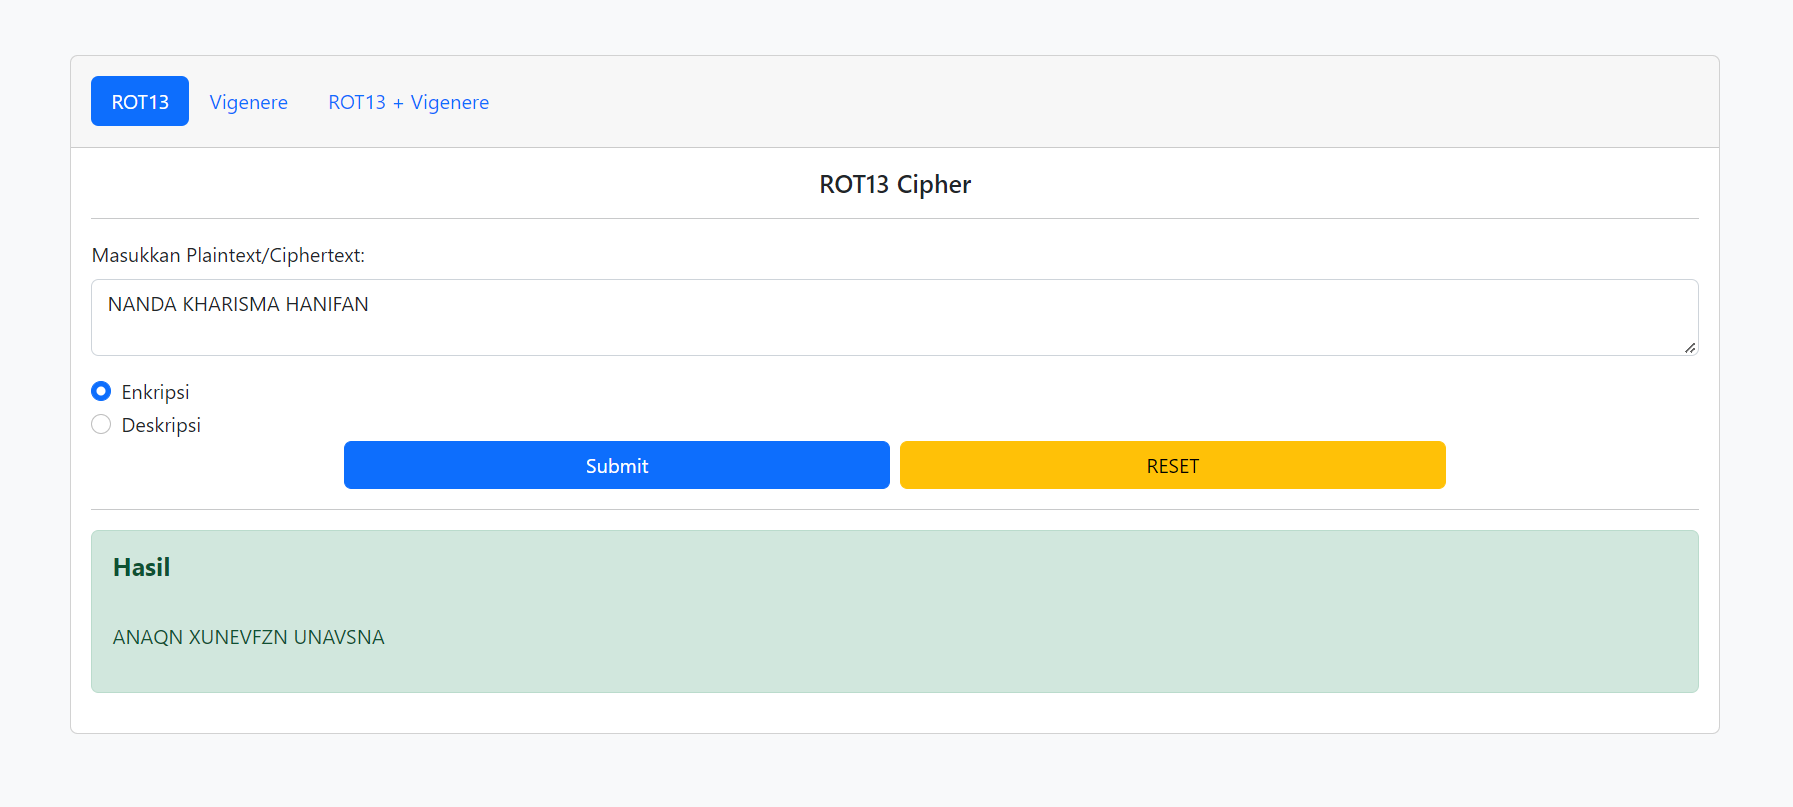 ROT13 Vigenere ROT13 + Vigenere
ROT13 Cipher
Masukkan Plaintext/Ciphertext:
NANDA KHARISMA HANIFAN
Enkripsi
Deskripsi
Submit RESET
Hasil
ANAQN XUNEVFZN UNAVSNA